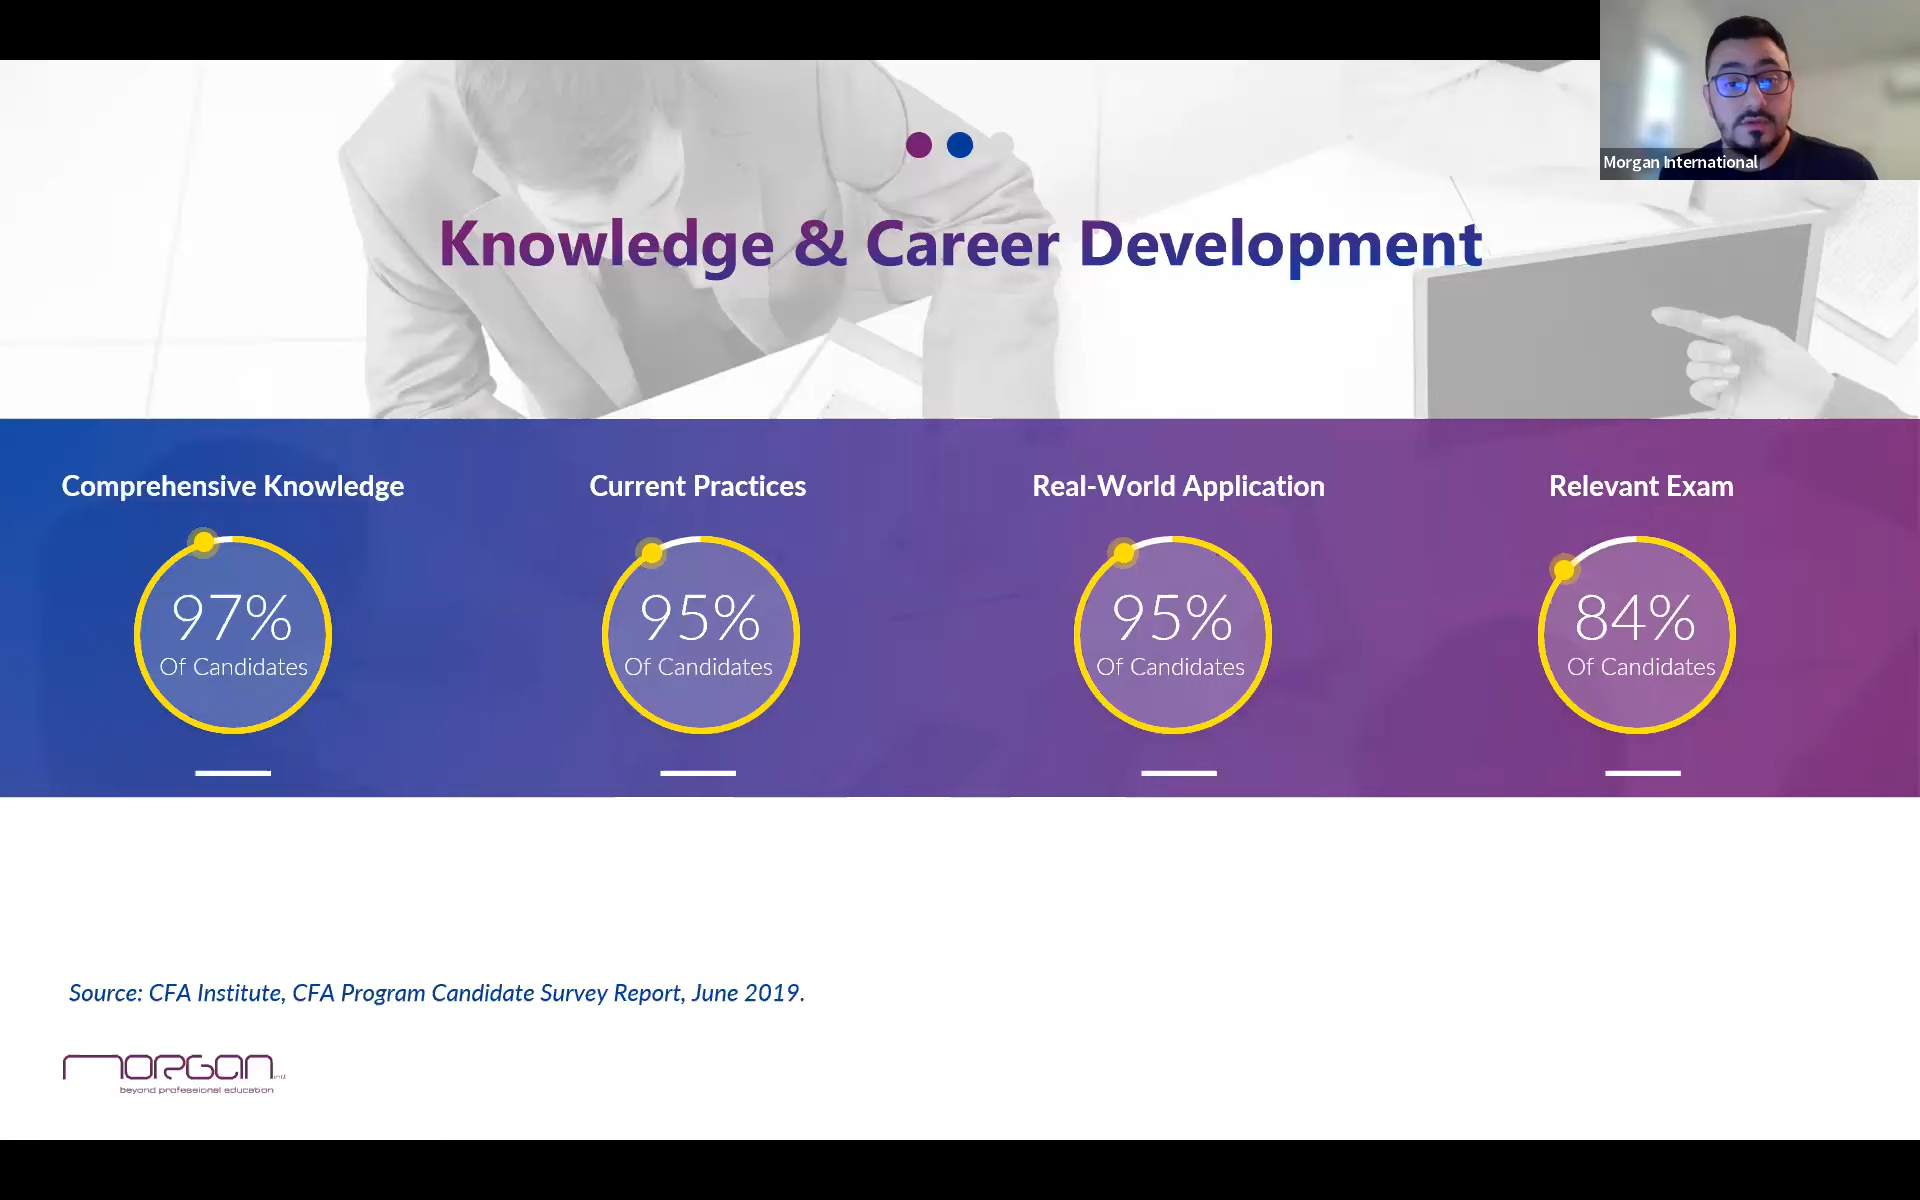 Morgan International
Knowledge & Career Development
Comprehensive Knowledge
97%
Of Candidates
Current Practices
95%
Of Candidates
Real-World Application
95%
Of Candidates
Relevant Exam
84%
Of Candidates
Source: CFA Institute, CFA Program Candidate Survey Report, June 2019.
MORGAN int'l
beyond professional education